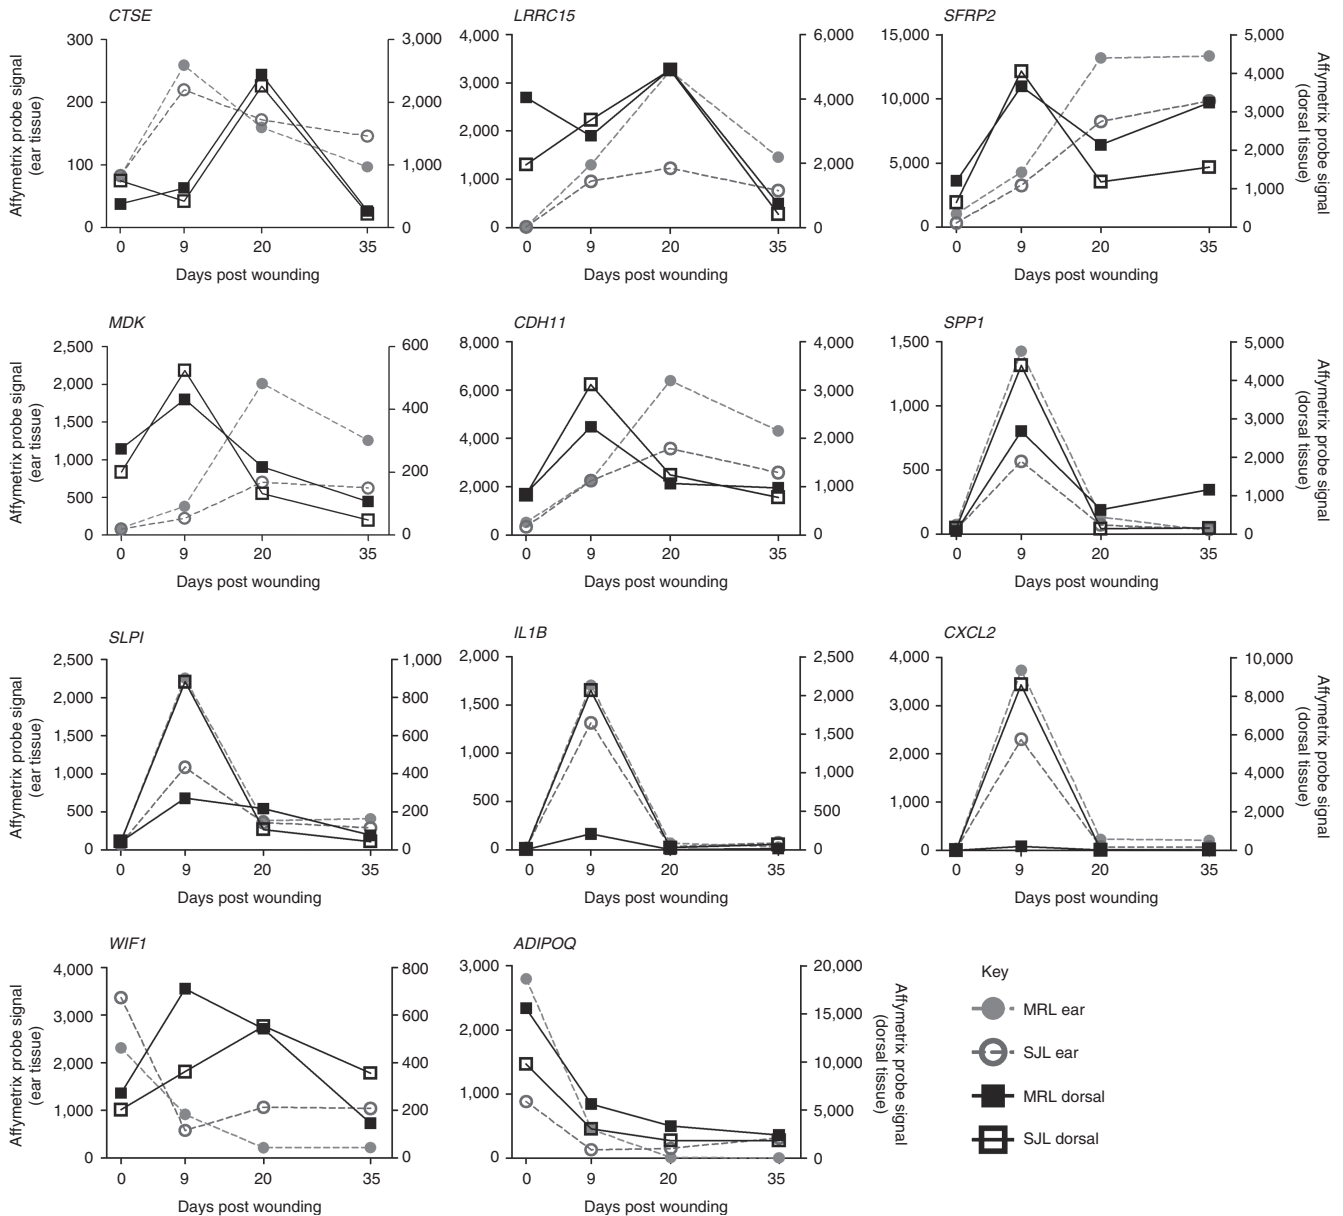 CTSE
LRRC15
SFRP2
Affymetrix probe signal
(ear tissue)
300
200
100
0
3,000
2,000
1,000
0
4,000
3,000
2,000
1,000
0
6,000
4,000
2,000
0
15,000
10,000
5,000
0
5,000
4,000
3,000
2,000
1,000
0
Affymetrix probe signal
(dorsal tissue)
0 9 20 35
0 9 20 35
0 9 20 35
Days post wounding
Days post wounding
Days post wounding
MDK
CDH11
SPP1
Affymetrix probe signal
(ear tissue)
2,500
2,000
1,500
1,000
500
0
600
400
200
0
8,000
6,000
4,000
2,000
0
4,000
3,000
2,000
1,000
0
1,500
1,000
500
0
5,000
4,000
3,000
2,000
1,000
0
Affymetrix probe signal
(dorsal tissue)
0 9 20 35
0 9 20 35
0 9 20 35
Days post wounding
Days post wounding
Days post wounding
SLPI
IL1B
CXCL2
Affymetrix probe signal
(ear tissue)
2,500
2,000
1,500
1,000
500
0
1,000
800
600
400
200
0
2,000
1,500
1,000
500
0
2,500
2,000
1,500
1,000
500
0
4,000
3,000
2,000
1,000
0
10,000
8,000
6,000
4,000
2,000
0
Affymetrix probe signal
(dorsal tissue)
0 9 20 35
0 9 20 35
0 9 20 35
Days post wounding
Days post wounding
Days post wounding
WIF1
ADIPOQ
Affymetrix probe signal
(ear tissue)
4,000
3,000
2,000
1,000
0
800
600
400
200
0
3,000
2,000
1,000
0
20,000
15,000
10,000
5,000
0
Affymetrix probe signal
(dorsal tissue)
0 9 20 35
0 9 20 35
Days post wounding
Days post wounding
Key
MRL ear
SJL ear
MRL dorsal
SJL dorsal